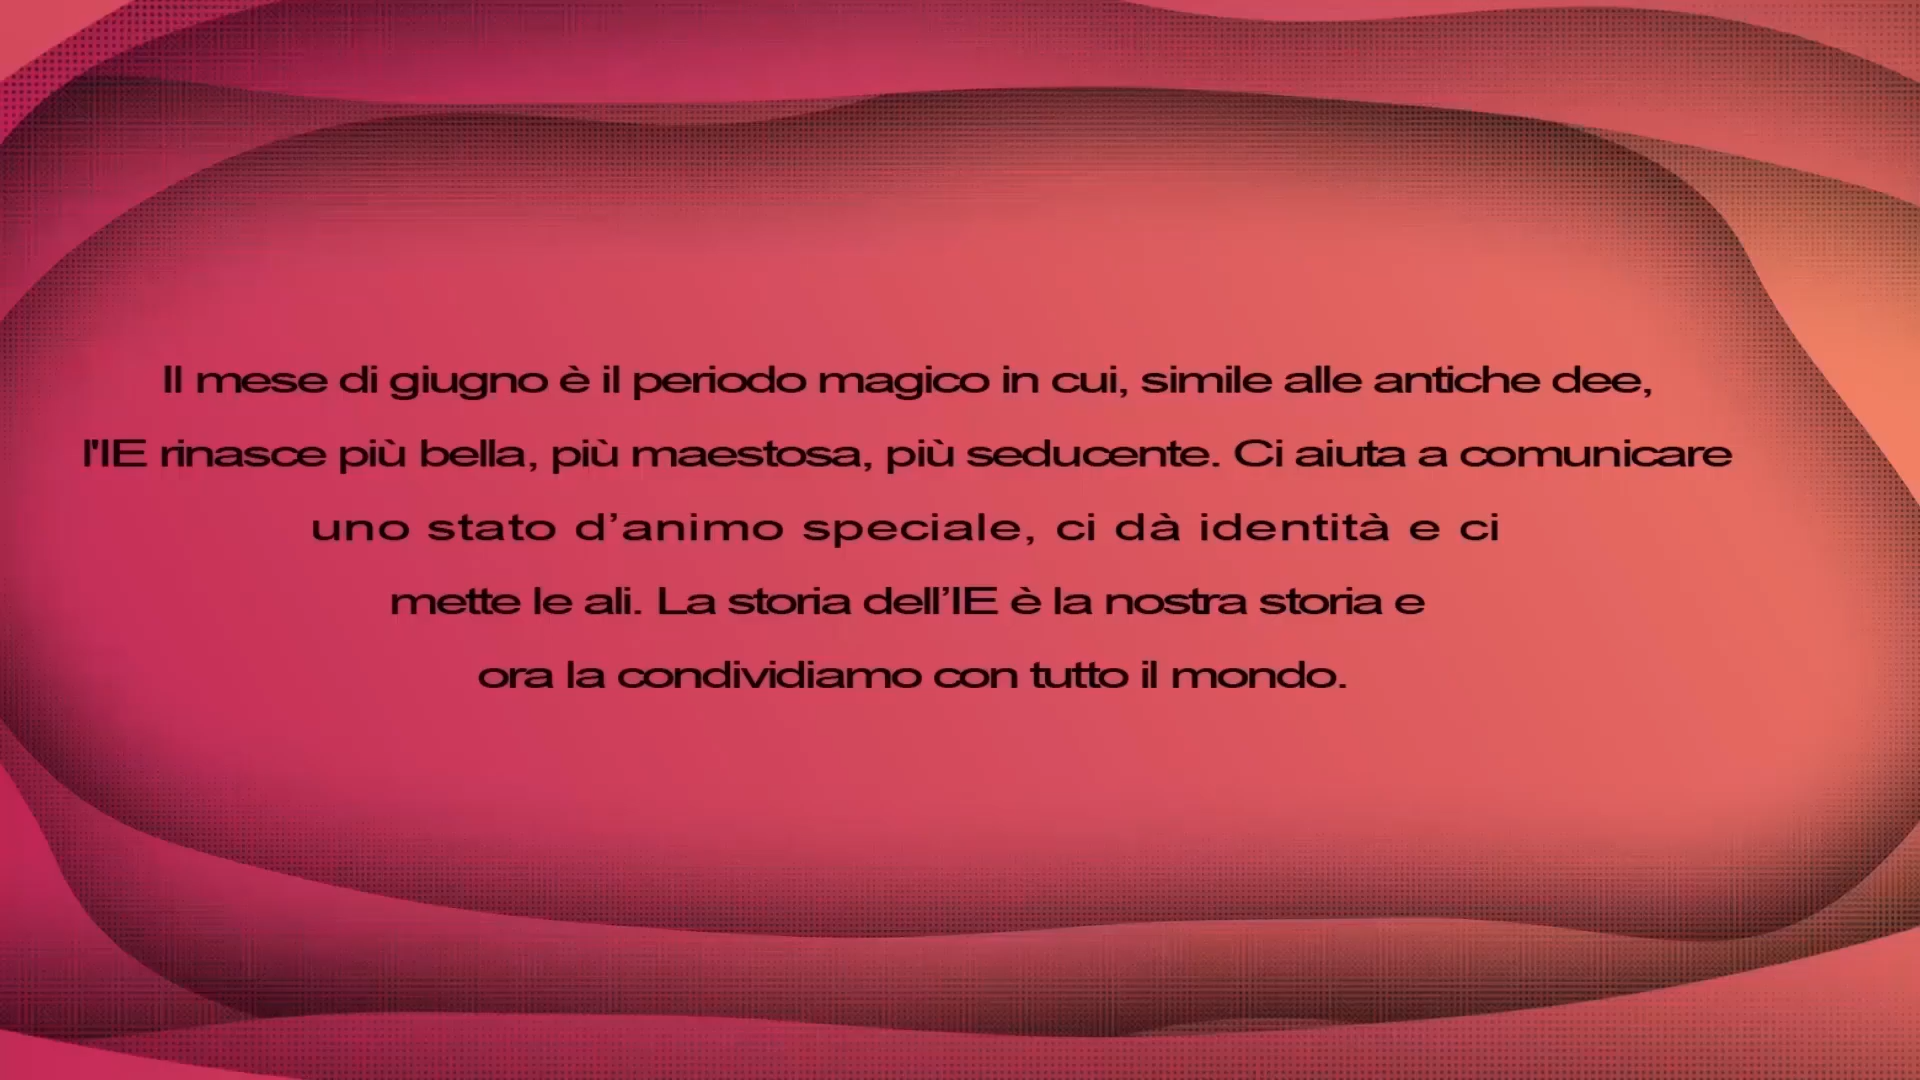 Il mese di giugno è il periodo magico in cui, simile alle antiche dee,
l'IE rinasce più bella, più maestosa, più seducente. Ci aiuta a comunicare
uno stato d’animo speciale, ci dà identità e ci
mette le ali. La storia dell’IE è la nostra storia e
ora la condividiamo con tutto il mondo.